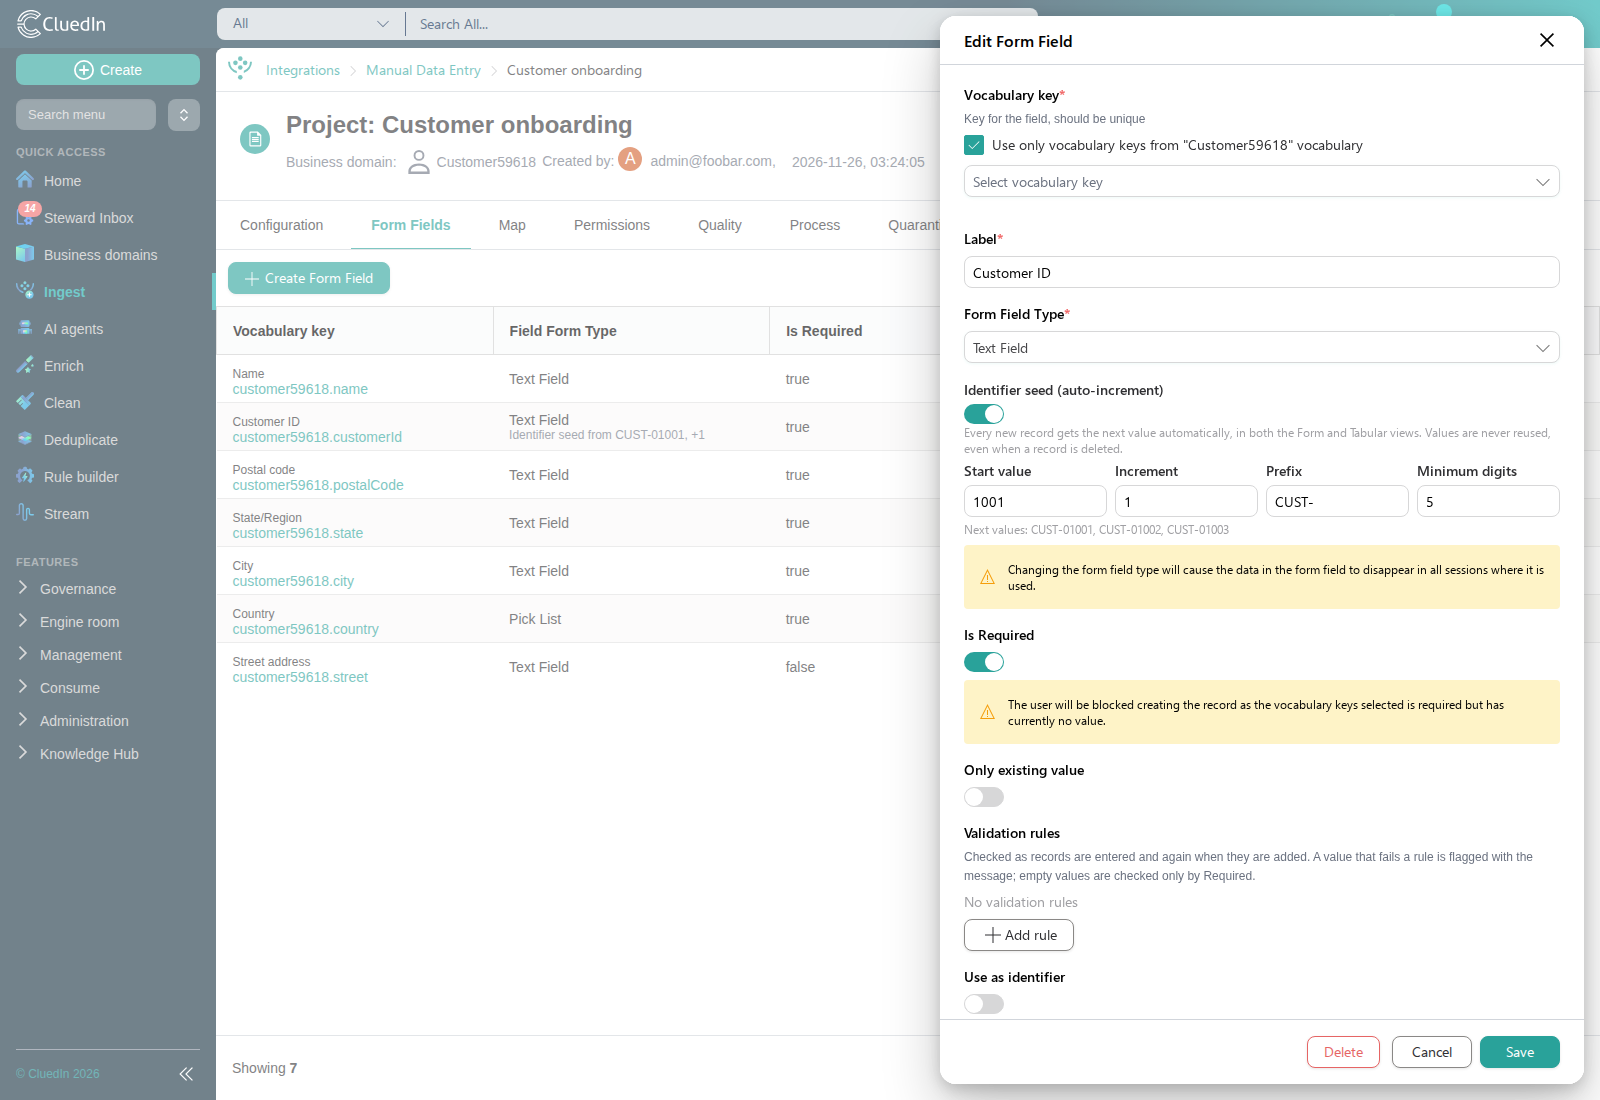 CluedIn
All
Search All...
Create
Search menu
QUICK ACCESS
Home
14
Steward Inbox
Business domains
Ingest
AI agents
Enrich
Clean
Deduplicate
Rule builder
Stream
FEATURES
Governance
Engine room
Management
Consume
Administration
Knowledge Hub
© CluedIn 2026
Integrations
Manual Data Entry
Customer onboarding
Project: Customer onboarding
Business domain: Customer59618 Created by: A admin@foobar.com, 2026-11-26, 03:24:05
Configuration
Form Fields
Map
Permissions
Quality
Process
Create Form Field
Vocabulary key
Field Form Type
Is Required
Name
customer59618.name
Text Field
true
Customer ID
customer59618.customerId
Text Field
Identifier seed from CUST-01001, +1
true
Postal code
customer59618.postalCode
Text Field
true
State/Region
customer59618.state
Text Field
true
City
customer59618.city
Text Field
true
Country
customer59618.country
Pick List
true
Street address
customer59618.street
Text Field
false
Showing 7
Edit Form Field
Vocabulary key*
Key for the field, should be unique
Use only vocabulary keys from "Customer59618" vocabulary
Select vocabulary key
Label*
Customer ID
Form Field Type*
Text Field
Identifier seed (auto-increment)
Every new record gets the next value automatically, in both the Form and Tabular views. Values are never reused,
even when a record is deleted.
Start value
Increment
Prefix
Minimum digits
1001
1
CUST-
5
Next values: CUST-01001, CUST-01002, CUST-01003
Changing the form field type will cause the data in the form field to disappear in all sessions where it is
used.
Is Required
The user will be blocked creating the record as the vocabulary keys selected is required but has
currently no value.
Only existing value
Validation rules
Checked as records are entered and again when they are added. A value that fails a rule is flagged with the
message; empty values are checked only by Required.
No validation rules
Add rule
Use as identifier
Delete
Cancel
Save